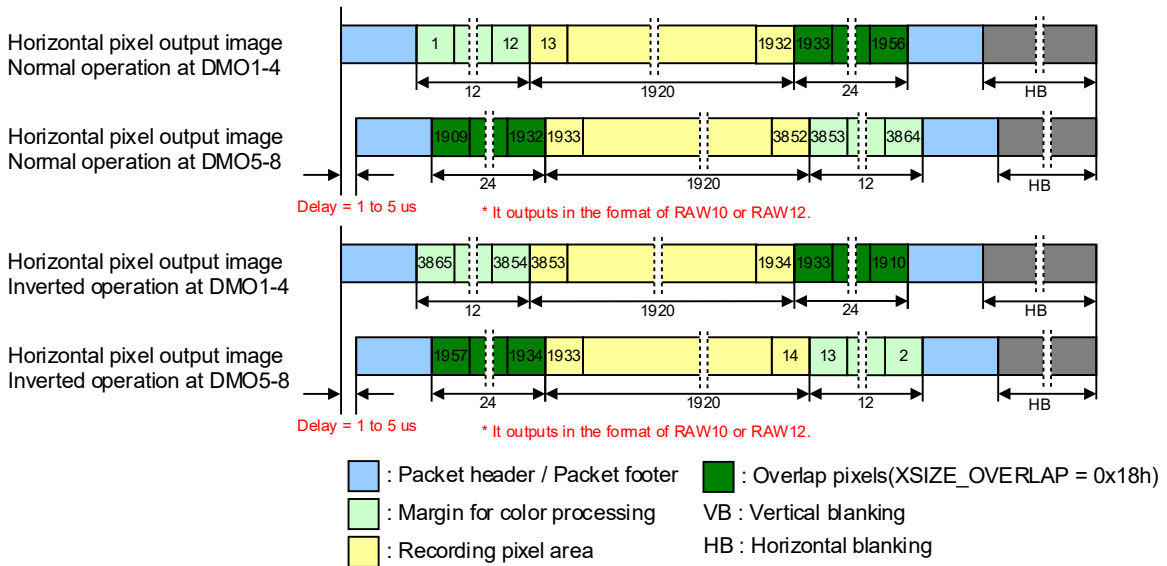 Horizontal pixel output image
Normal operation at DMO1-4
1 12 13 1932 1933 1956
12 1920 24 HB
Horizontal pixel output image
Normal operation at DMO5-8
1909 1932 1933 3852 3853 3864
24 1920 12 HB
Delay = 1 to 5 us
* It outputs in the format of RAW10 or RAW12.
Horizontal pixel output image
Inverted operation at DMO1-4
3865 3854 3853 1934 1933 1910
12 1920 24 HB
Horizontal pixel output image
Inverted operation at DMO5-8
1957 1934 1933 14 13 2
24 1920 12 HB
Delay = 1 to 5 us
* It outputs in the format of RAW10 or RAW12.
: Packet header / Packet footer
: Overlap pixels(XSIZE_OVERLAP = 0x18h)
: Margin for color processing
VB : Vertical blanking
: Recording pixel area
HB : Horizontal blanking